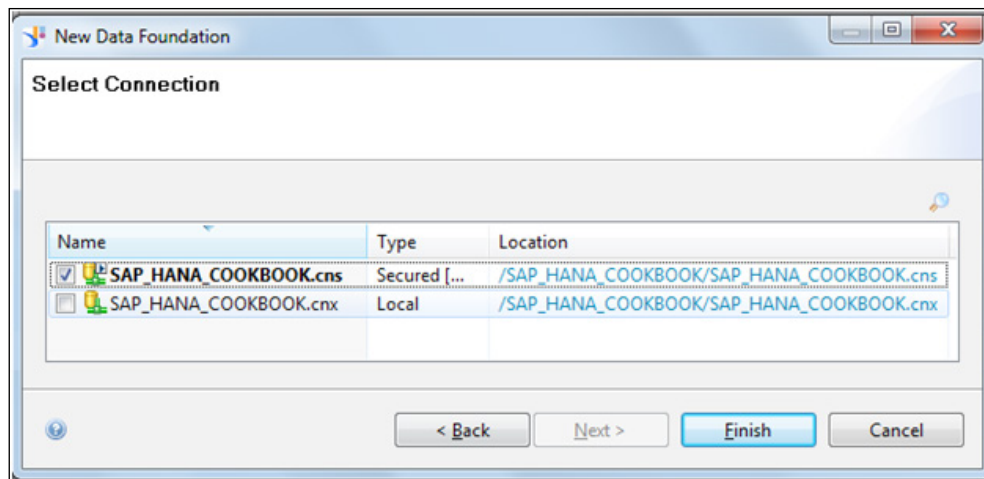 New Data Foundation
Select Connection
Name Type Location
SAP_HANA_COOKBOOK.cns Secured [... /SAP_HANA_COOKBOOK/SAP_HANA_COOKBOOK.cns
SAP_HANA_COOKBOOK.cnx Local /SAP_HANA_COOKBOOK/SAP_HANA_COOKBOOK.cnx
< Back Next > Finish Cancel